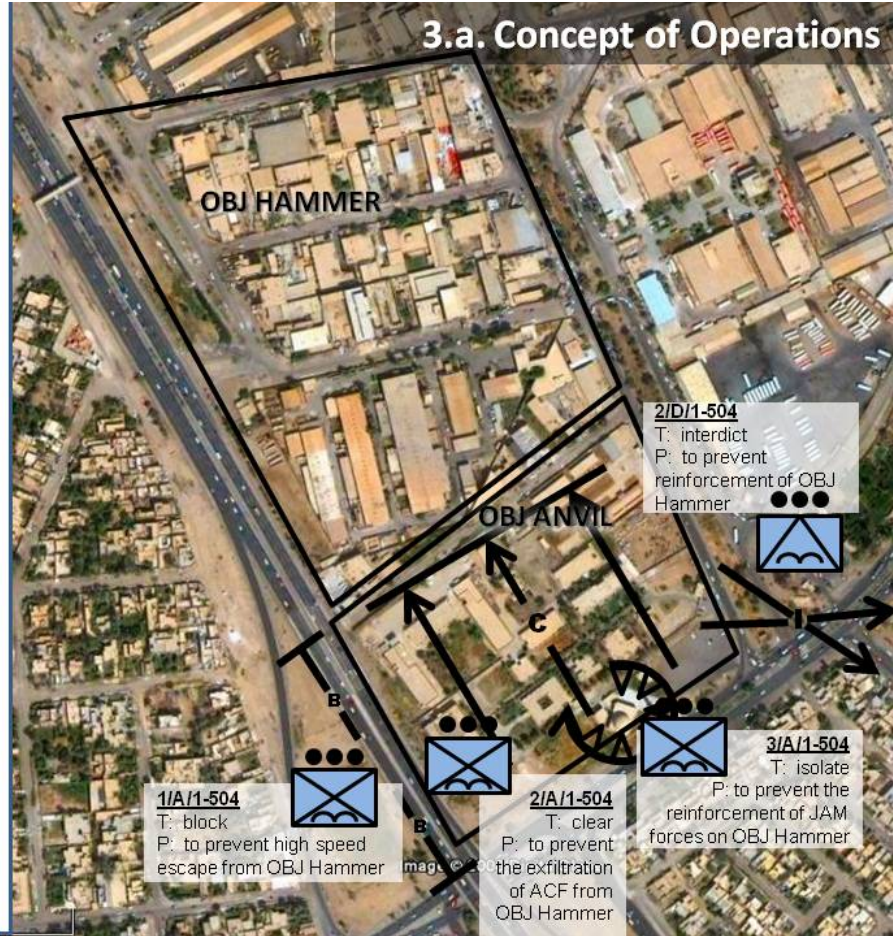 3.a. Concept of Operations
OBJ HAMMER
2/D/1-504
T: interdict
P: to prevent
reinforcement of OBJ
Hammer
OBJ ANVIL
C
I
B
B
1/A/1-504
T: block
P: to prevent high speed
escape from OBJ Hammer
2/A/1-504
T: clear
P: to prevent
the exfiltration
of ACF from
OBJ Hammer
3/A/1-504
T: isolate
P: to prevent the
reinforcement of JAM
forces on OBJ Hammer
Image ©